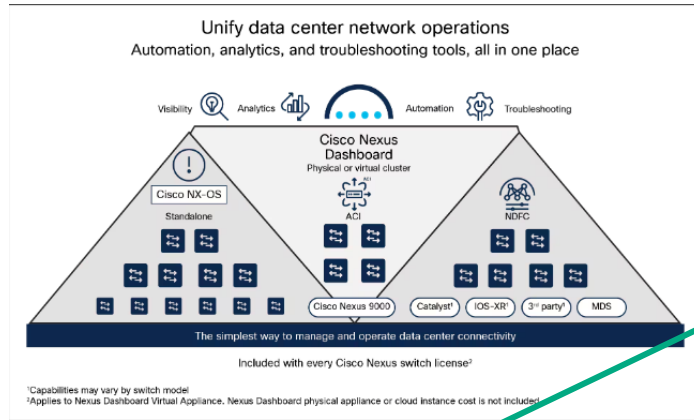 Unify data center network operations
Automation, analytics, and troubleshooting tools, all in one place
Visibility
Analytics
Automation
Troubleshooting
Cisco Nexus
Dashboard
Physical or virtual cluster
Cisco NX-OS
Standalone
ACI
ACI
NDFC
Cisco Nexus 9000
Catalyst¹
IOS-XR¹
3ʳᵈ party¹
MDS
The simplest way to manage and operate data center connectivity
Included with every Cisco Nexus switch license²
¹Capabilities may vary by switch model
²Applies to Nexus Dashboard Virtual Appliance. Nexus Dashboard physical appliance or cloud instance cost is not included